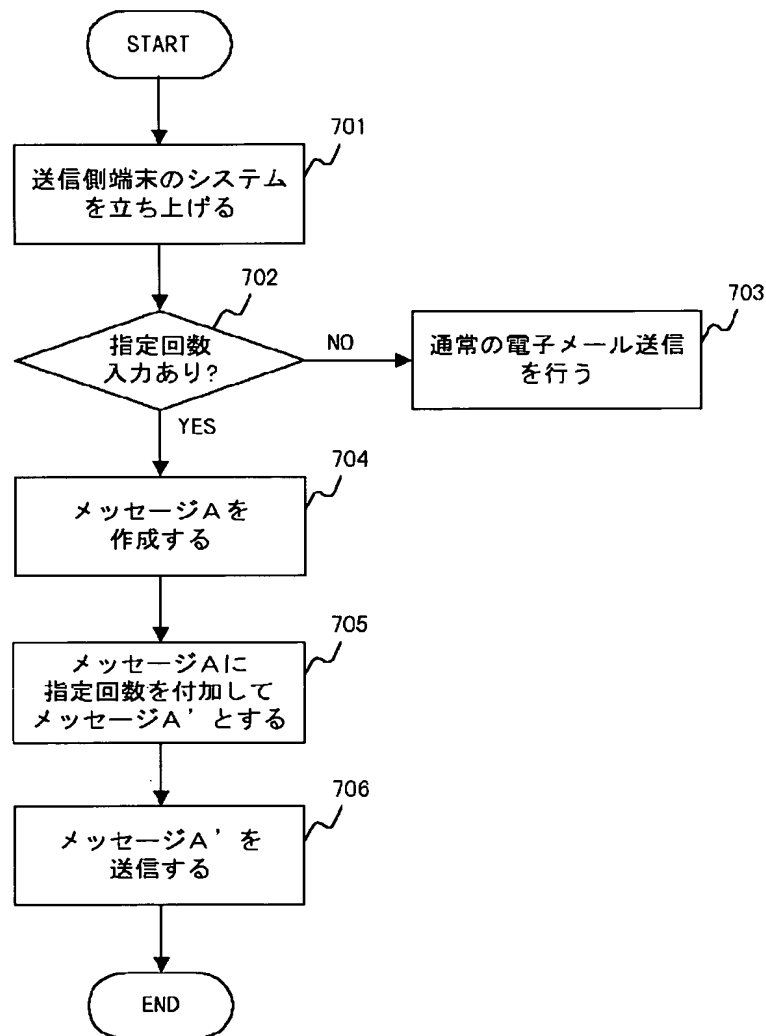 START
701
送信側端末のシステム
を立ち上げる
702
指定回数
入力あり?
NO
703
通常の電子メール送信
を行う
YES
704
メッセージAを
作成する
705
メッセージAに
指定回数を付加して
メッセージA'とする
706
メッセージA'を
送信する
END